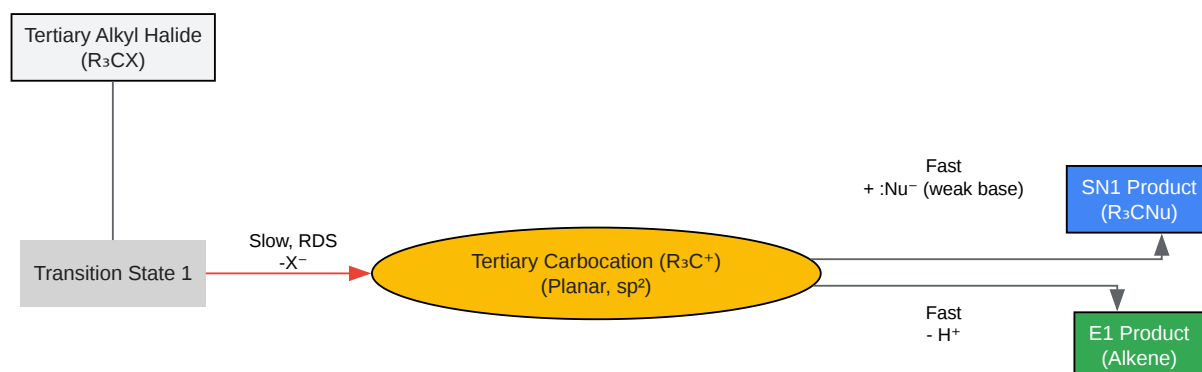 Tertiary Alkyl Halide
(R₃CX)
Transition State 1
Slow, RDS
-X⁻
Tertiary Carbocation (R₃C⁺)
(Planar, sp²)
Fast
+ :Nu⁻ (weak base)
SN1 Product
(R₃CNu)
Fast
- H⁺
E1 Product
(Alkene)